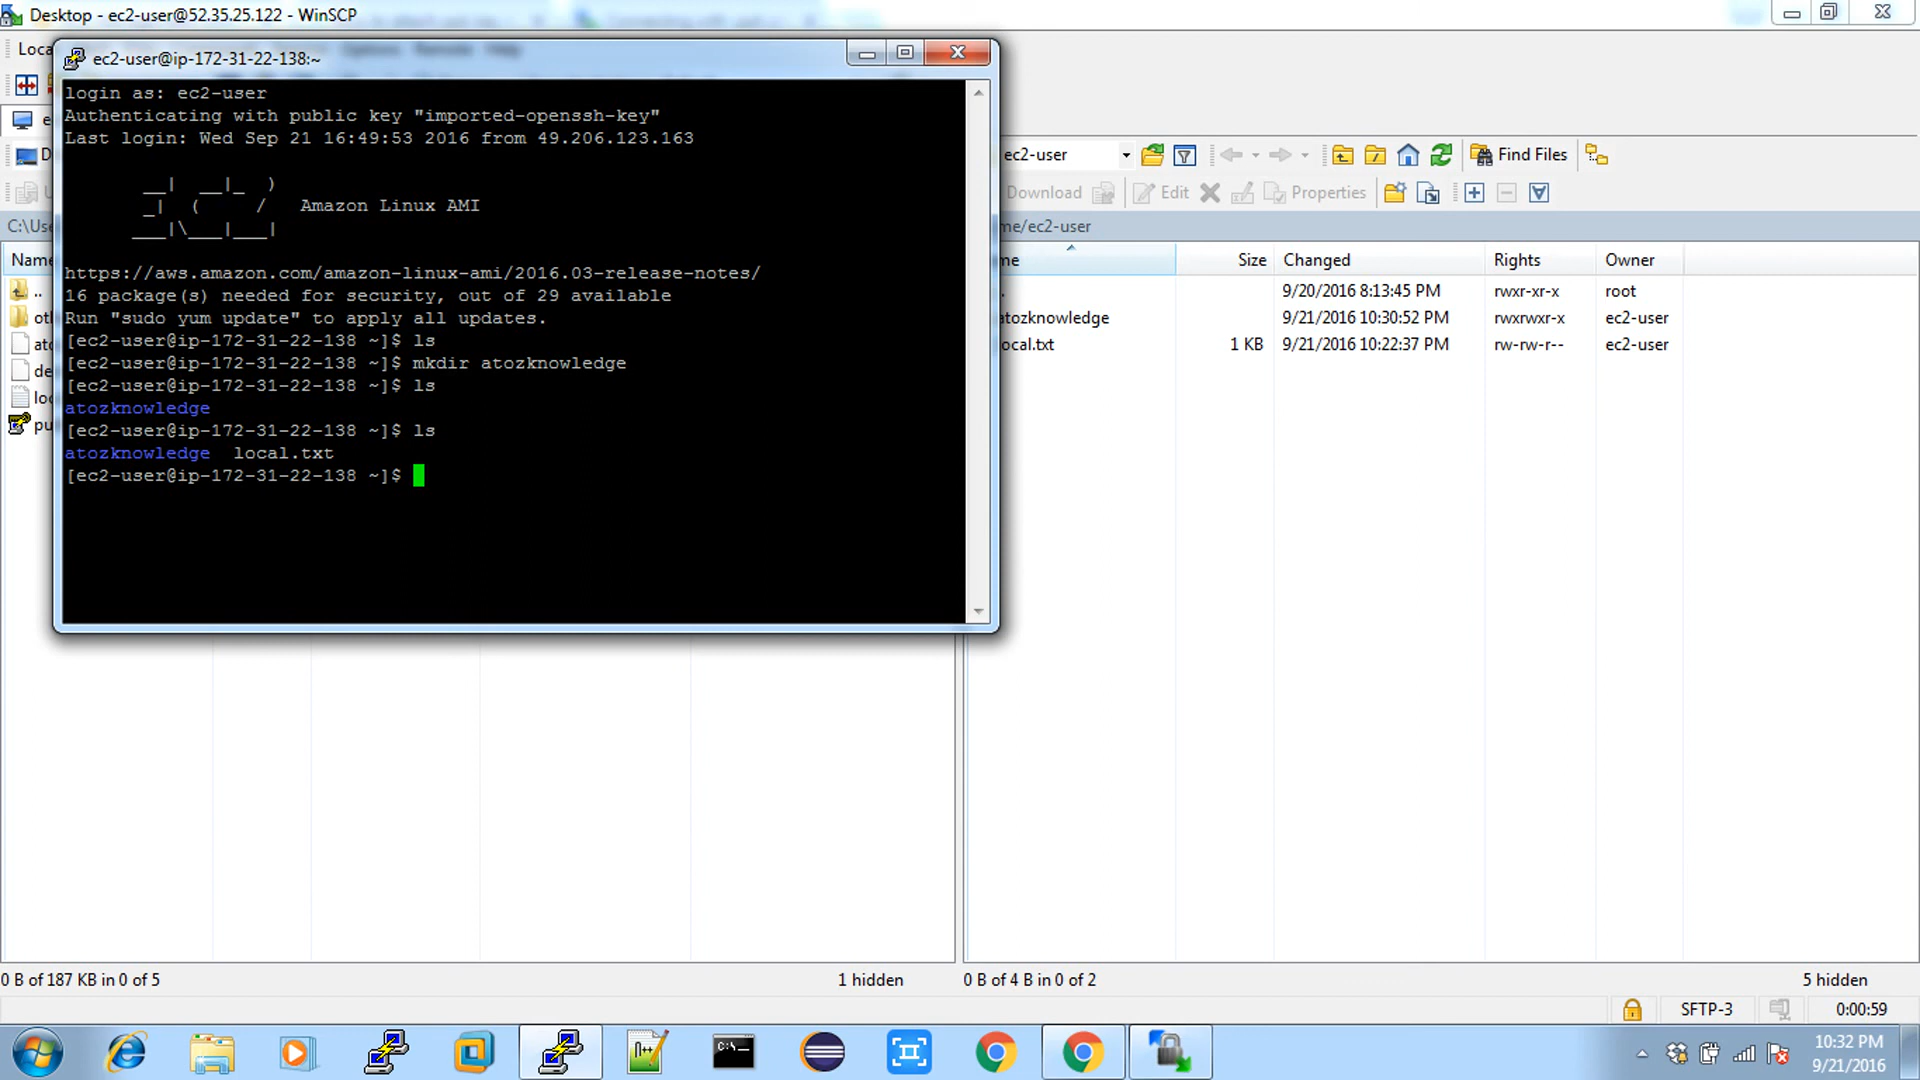 Desktop - ec2-user@52.35.25.122 - WinSCP
Loca
ec2-user@ip-172-31-22-138:~
login as: ec2-user
Authenticating with public key "imported-openssh-key"
Last login: Wed Sep 21 16:49:53 2016 from 49.206.123.163
__|  __|_  )
_|  (     /   Amazon Linux AMI
___|\___|___|
https://aws.amazon.com/amazon-linux-ami/2016.03-release-notes/
16 package(s) needed for security, out of 29 available
Run "sudo yum update" to apply all updates.
[ec2-user@ip-172-31-22-138 ~]$ ls
[ec2-user@ip-172-31-22-138 ~]$ mkdir atozknowledge
[ec2-user@ip-172-31-22-138 ~]$ ls
atozknowledge
[ec2-user@ip-172-31-22-138 ~]$ ls
atozknowledge  local.txt
[ec2-user@ip-172-31-22-138 ~]$
C:\Use
Name
..
oth
ato
de
loc
pu
ec2-user
Find Files
Download Edit Properties
me/ec2-user
me Size Changed Rights Owner
. 9/20/2016 8:13:45 PM rwxr-xr-x root
atozknowledge 9/21/2016 10:30:52 PM rwxrwxr-x ec2-user
ocal.txt 1 KB 9/21/2016 10:22:37 PM rw-rw-r-- ec2-user
0 B of 187 KB in 0 of 5
1 hidden
0 B of 4 B in 0 of 2
5 hidden
SFTP-3
0:00:59
10:32 PM
9/21/2016